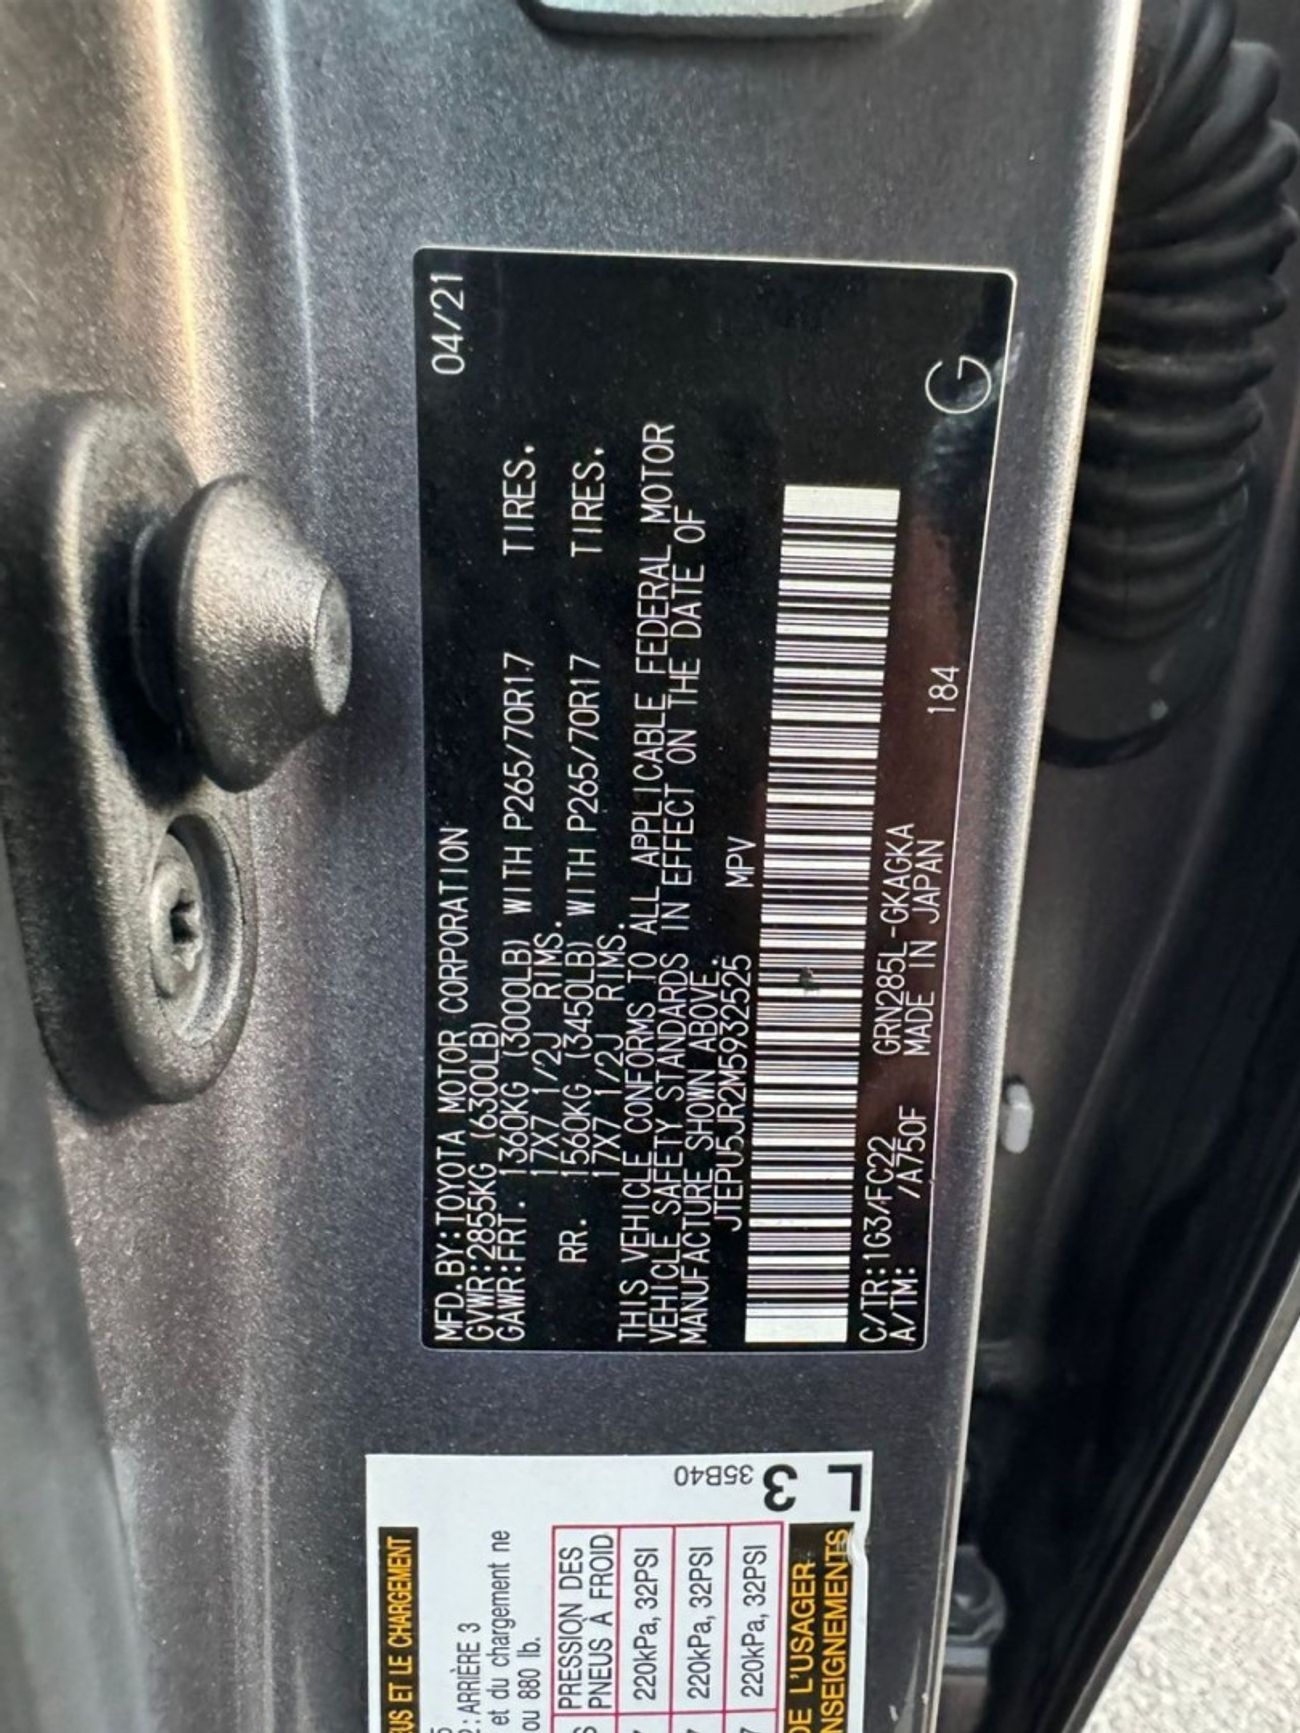 MFD.BY:TOYOTA MOTOR CORPORATION 04/21
GVWR:2855KG (6300LB)
GAWR:FRT. 1360KG (3000LB) WITH P265/70R17 TIRES.
17X7 1/2J RIMS.
RR. 1560KG (3450LB) WITH P265/70R17 TIRES.
17X7 1/2J RIMS.
THIS VEHICLE CONFORMS TO ALL APPLICABLE FEDERAL MOTOR
VEHICLE SAFETY STANDARDS IN EFFECT ON THE DATE OF
MANUFACTURE SHOWN ABOVE.
JTEPU5JR2M5932525 MPV
C/TR:1G3/FC22 GRN285L-GKAGKA
A/TM: /A750F MADE IN JAPAN 184
G
ET LE CHARGEMENT
:ARRIÈRE 3
et du chargement ne
ou 880 lb.
PRESSION DES
PNEUS À FROID
220kPa, 32PSI
220kPa, 32PSI
220kPa, 32PSI
DE L'USAGER
35B40
3
L